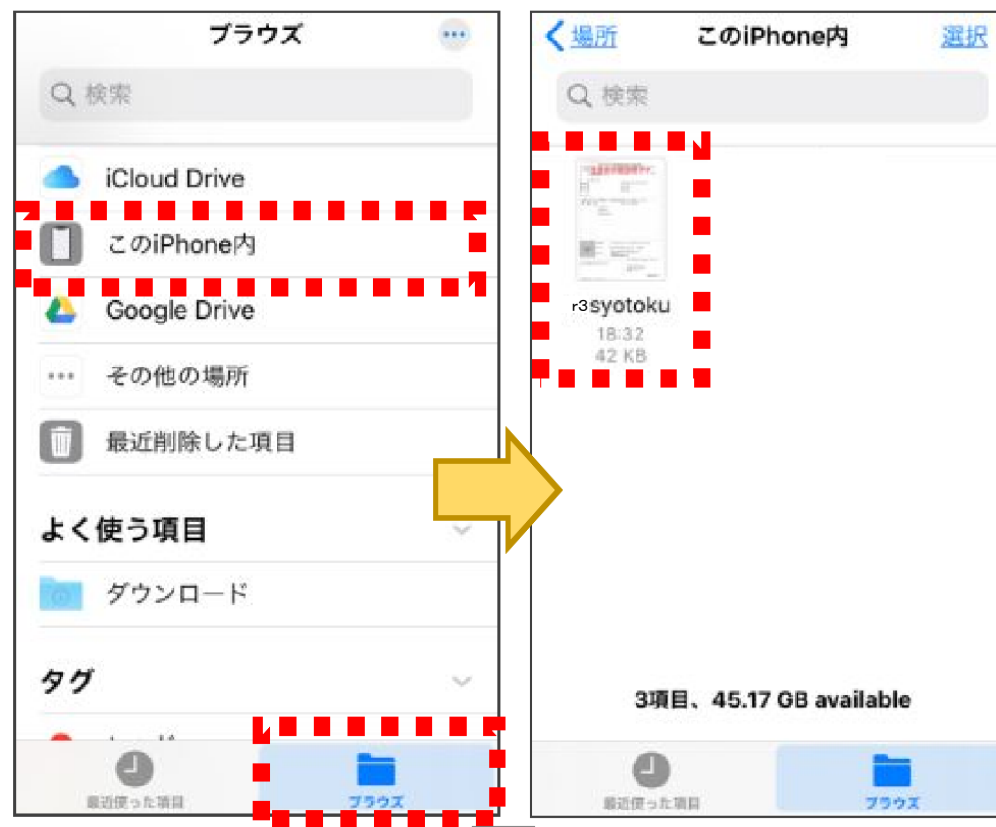 ブラウズ
検索
iCloud Drive
このiPhone内
Google Drive
その他の場所
最近削除した項目
よく使う項目
ダウンロード
タグ
最近使った項目
ブラウズ
場所
このiPhone内
選択
検索
r3syotoku
18:32
42 KB
3項目、45.17 GB available
最近使った項目
ブラウズ